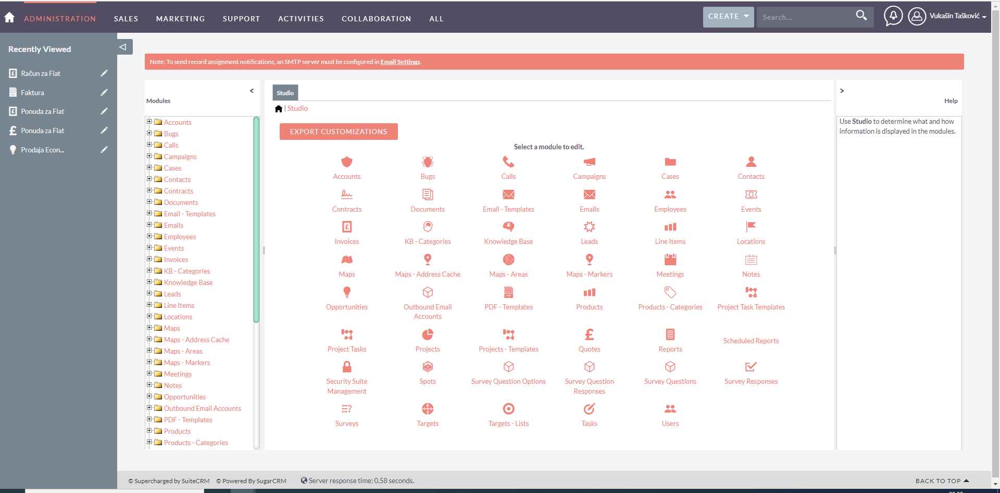 ADMINISTRATION SALES MARKETING SUPPORT ACTIVITIES COLLABORATION ALL CREATE Search... Vukašin Tašković
Recently Viewed
Račun za Fiat
Faktura
Ponuda za Fiat
Ponuda za Fiat
Prodaja Econ...
Note: To send record assignment notifications, an SMTP server must be configured in Email Settings.
<
Modules
Accounts
Bugs
Calls
Campaigns
Cases
Contacts
Contracts
Documents
Email - Templates
Emails
Employees
Events
Invoices
KB - Categories
Knowledge Base
Leads
Line Items
Locations
Maps
Maps - Address Cache
Maps - Areas
Maps - Markers
Meetings
Notes
Opportunities
Outbound Email Accounts
PDF - Templates
Products
Products - Categories
Studio
| Studio
EXPORT CUSTOMIZATIONS
Select a module to edit.
Accounts Bugs Calls Campaigns Cases Contacts
Contracts Documents Email - Templates Emails Employees Events
Invoices KB - Categories Knowledge Base Leads Line Items Locations
Maps Maps - Address Cache Maps - Areas Maps - Markers Meetings Notes
Opportunities Outbound Email Accounts PDF - Templates Products Products - Categories Project Task Templates
Project Tasks Projects Projects - Templates Quotes Reports Scheduled Reports
Security Suite Management Spots Survey Question Options Survey Question Responses Survey Questions Survey Responses
Surveys Targets Targets - Lists Tasks Users
>
Help
Use Studio to determine what and how
information is displayed in the modules.
© Supercharged by SuiteCRM © Powered By SugarCRM Server response time: 0.58 seconds. BACK TO TOP